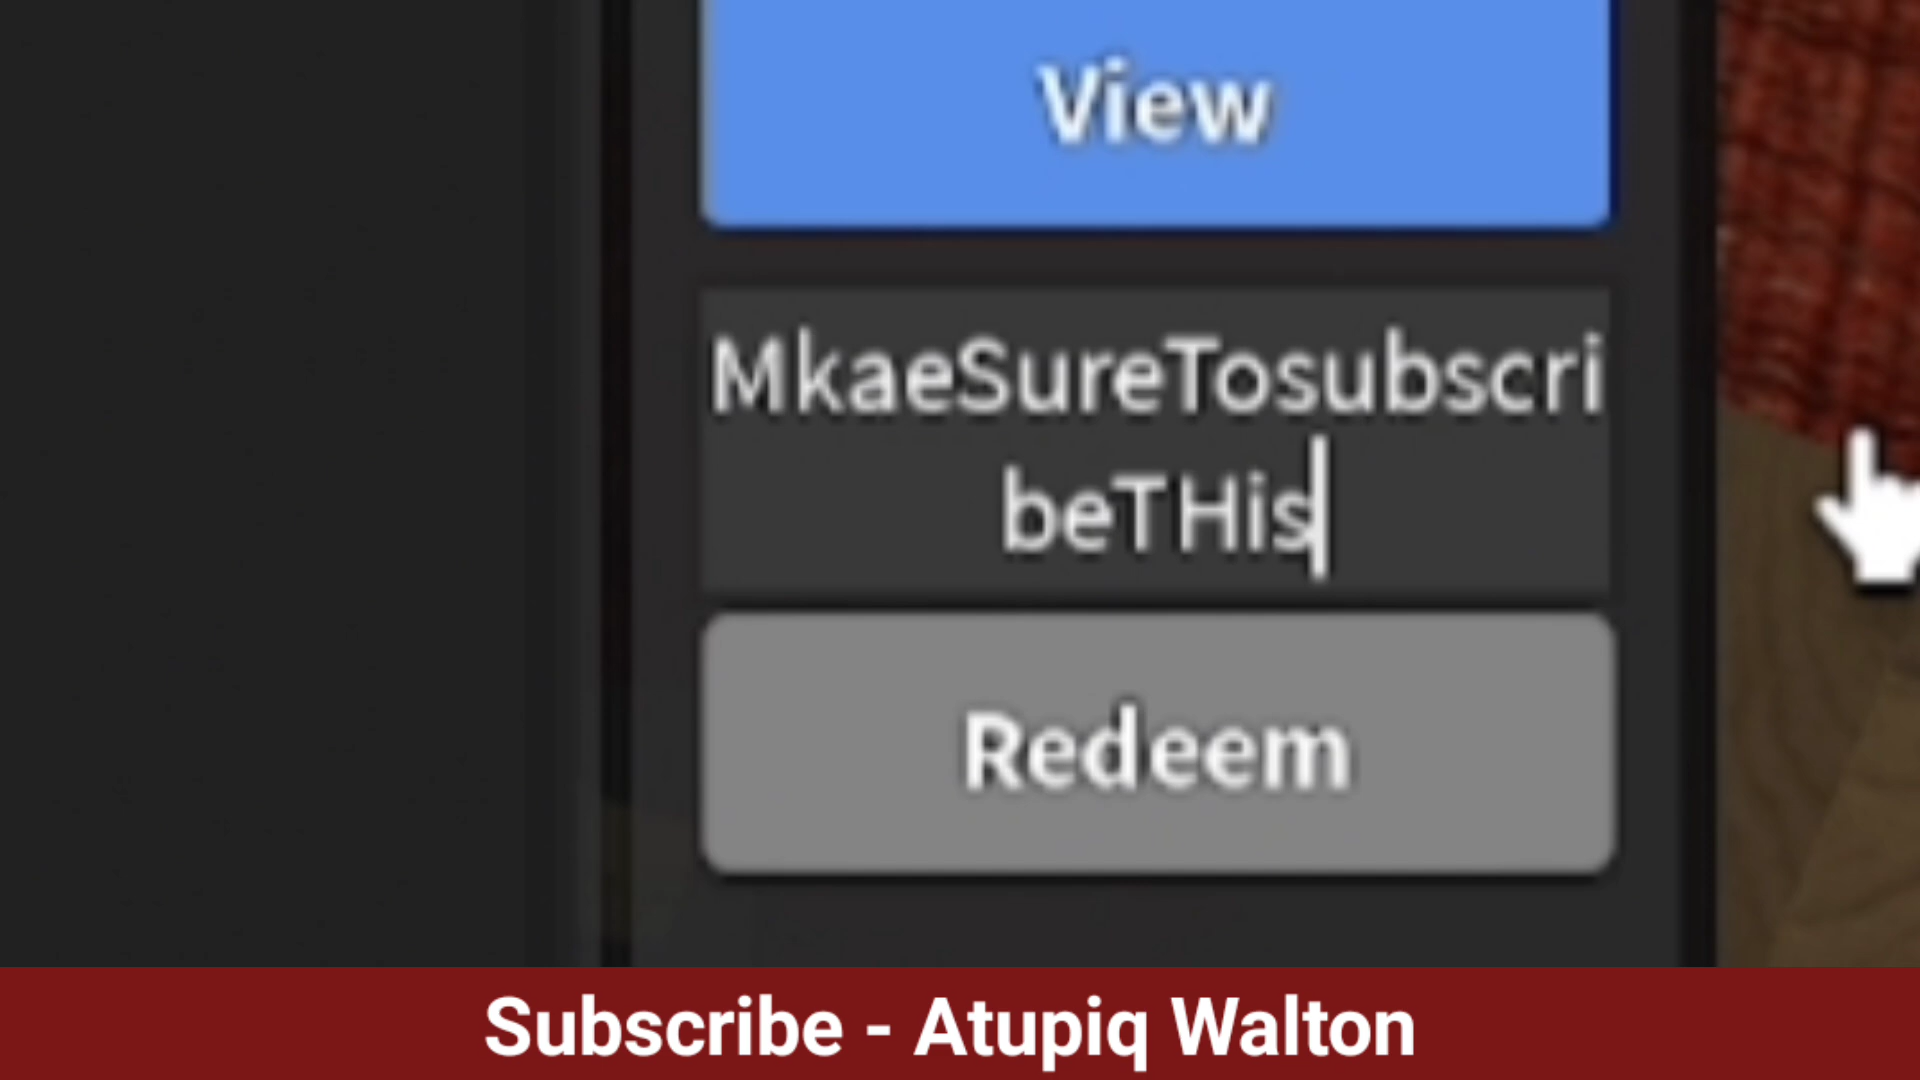 View
MkaeSureTosubscri
beTHis
Redeem
Subscribe - Atupiq Walton